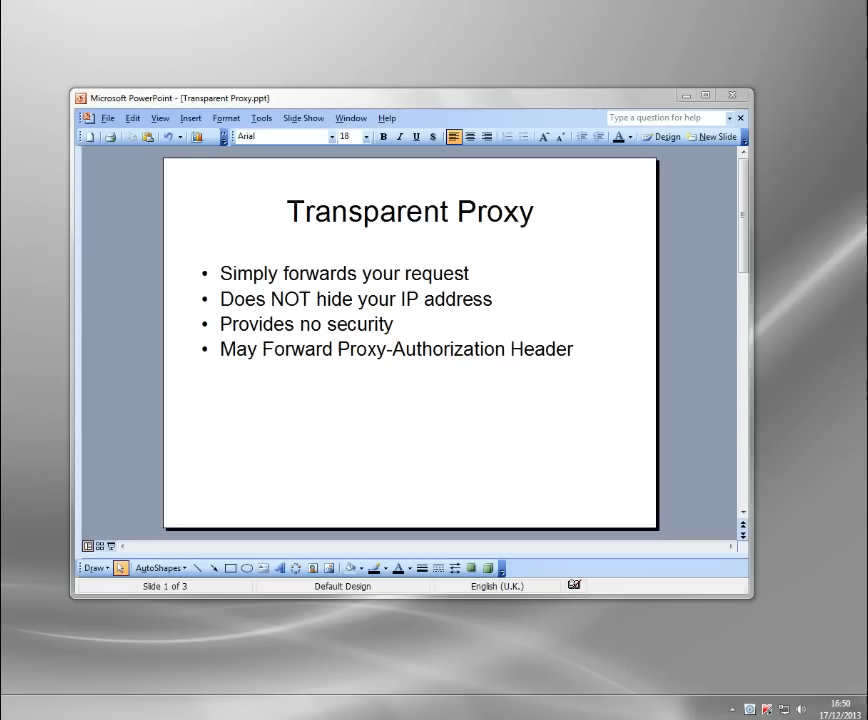 Microsoft PowerPoint - [Transparent Proxy.ppt]
File Edit View Insert Format Tools Slide Show Window Help
Type a question for help
Arial 18 B I U S A A A Design New Slide
Transparent Proxy
• Simply forwards your request
• Does NOT hide your IP address
• Provides no security
• May Forward Proxy-Authorization Header
Draw AutoShapes A
Slide 1 of 3 Default Design English (U.K.)
16:50
17/12/2013